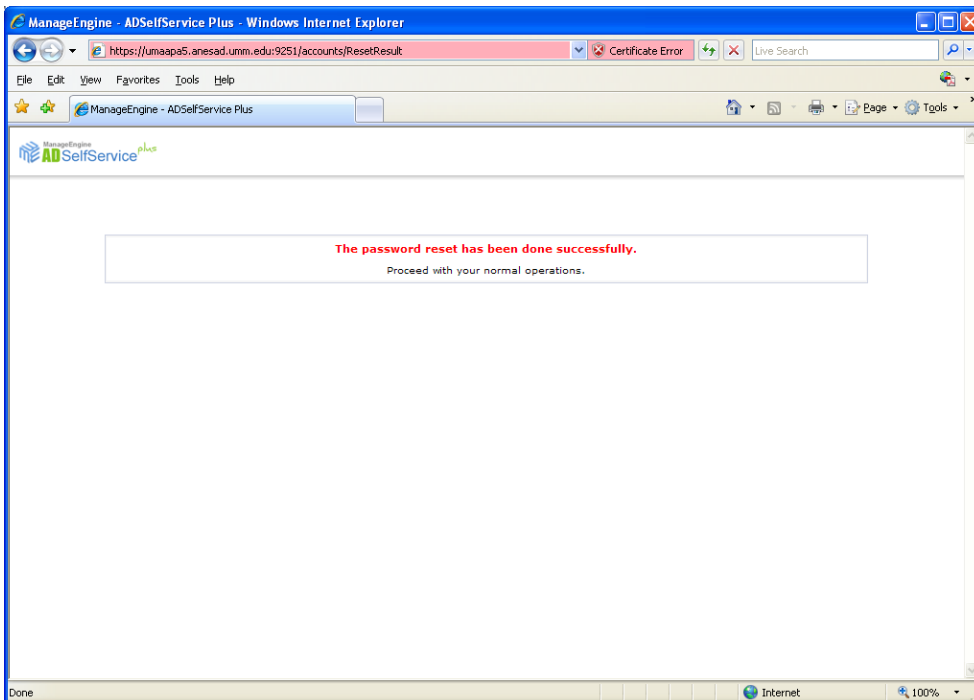 ManageEngine - ADSelfService Plus - Windows Internet Explorer
https://umaapa5.anesad.umm.edu:9251/accounts/ResetResult Certificate Error Live Search
File Edit View Favorites Tools Help
ManageEngine - ADSelfService Plus Page Tools
ManageEngine
ADSelfService plus
The password reset has been done successfully.
Proceed with your normal operations.
Done Internet 100%